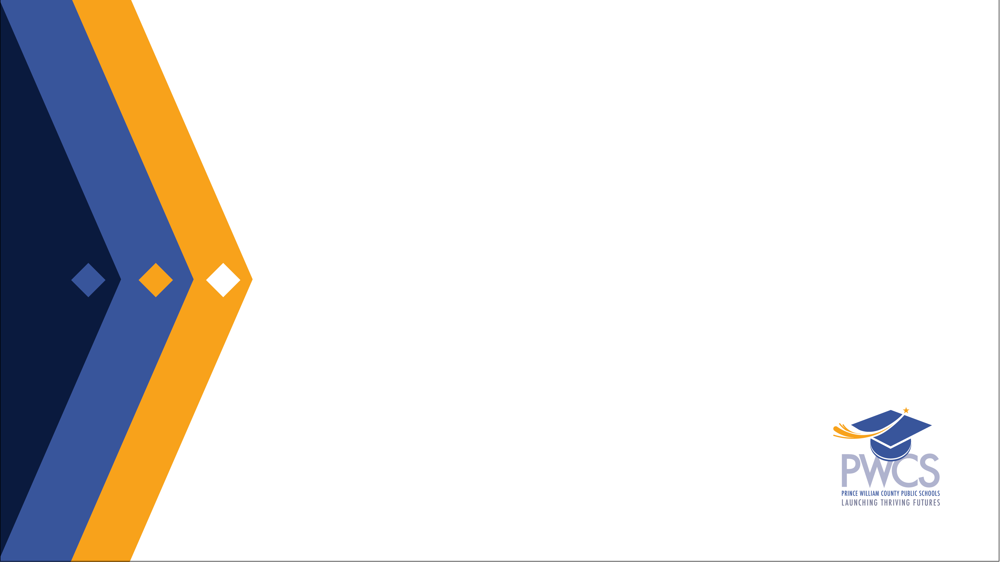 PWCS
PRINCE WILLIAM COUNTY PUBLIC SCHOOLS
LAUNCHING THRIVING FUTURES